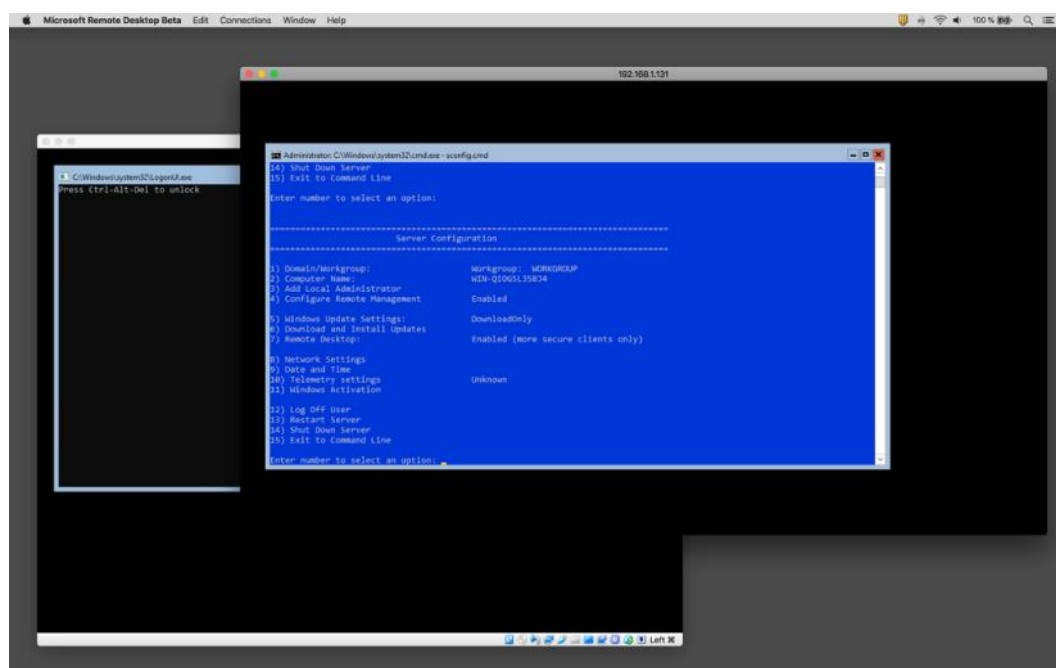 Microsoft Remote Desktop Beta Edit Connections Window Help 100 %
192.168.1.131
Administrator: C:\Windows\system32\cmd.exe - sconfig.cmd
14) Shut Down Server
15) Exit to Command Line
Enter number to select an option:
===============================================================================
Server Configuration
===============================================================================
1) Domain/Workgroup: Workgroup: WORKGROUP
2) Computer Name:
3) Add Local Administrator
4) Configure Remote Management Enabled
5) Windows Update Settings: DownloadOnly
6) Download and Install Updates
7) Remote Desktop: Enabled (more secure clients only)
8) Network Settings
9) Date and Time
10) Telemetry settings Unknown
11) Windows Activation
12) Log Off User
13) Restart Server
14) Shut Down Server
15) Exit to Command Line
Enter number to select an option: _
C:\Windows\system32\LogonUI.exe
Press Ctrl-Alt-Del to unlock
Left ⌘